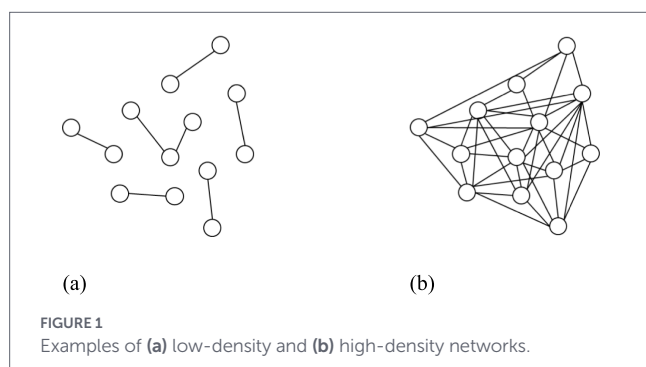 (a)
(b)
FIGURE 1
Examples of (a) low-density and (b) high-density networks.